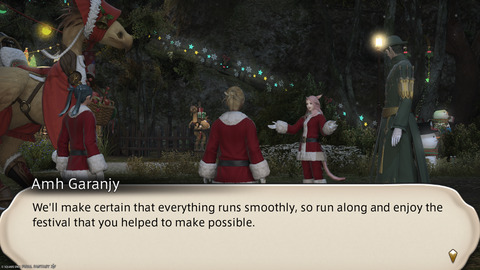 Amh Garanjy
We'll make certain that everything runs smoothly, so run along and enjoy the
festival that you helped to make possible.